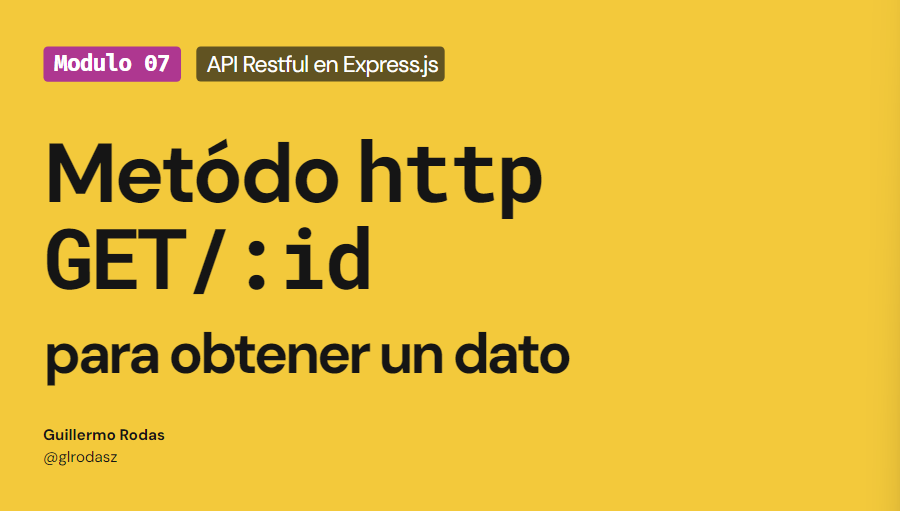 Modulo 07
API Restful en Express.js
Metódo http
GET/:id
para obtener un dato
Guillermo Rodas
@glrodasz